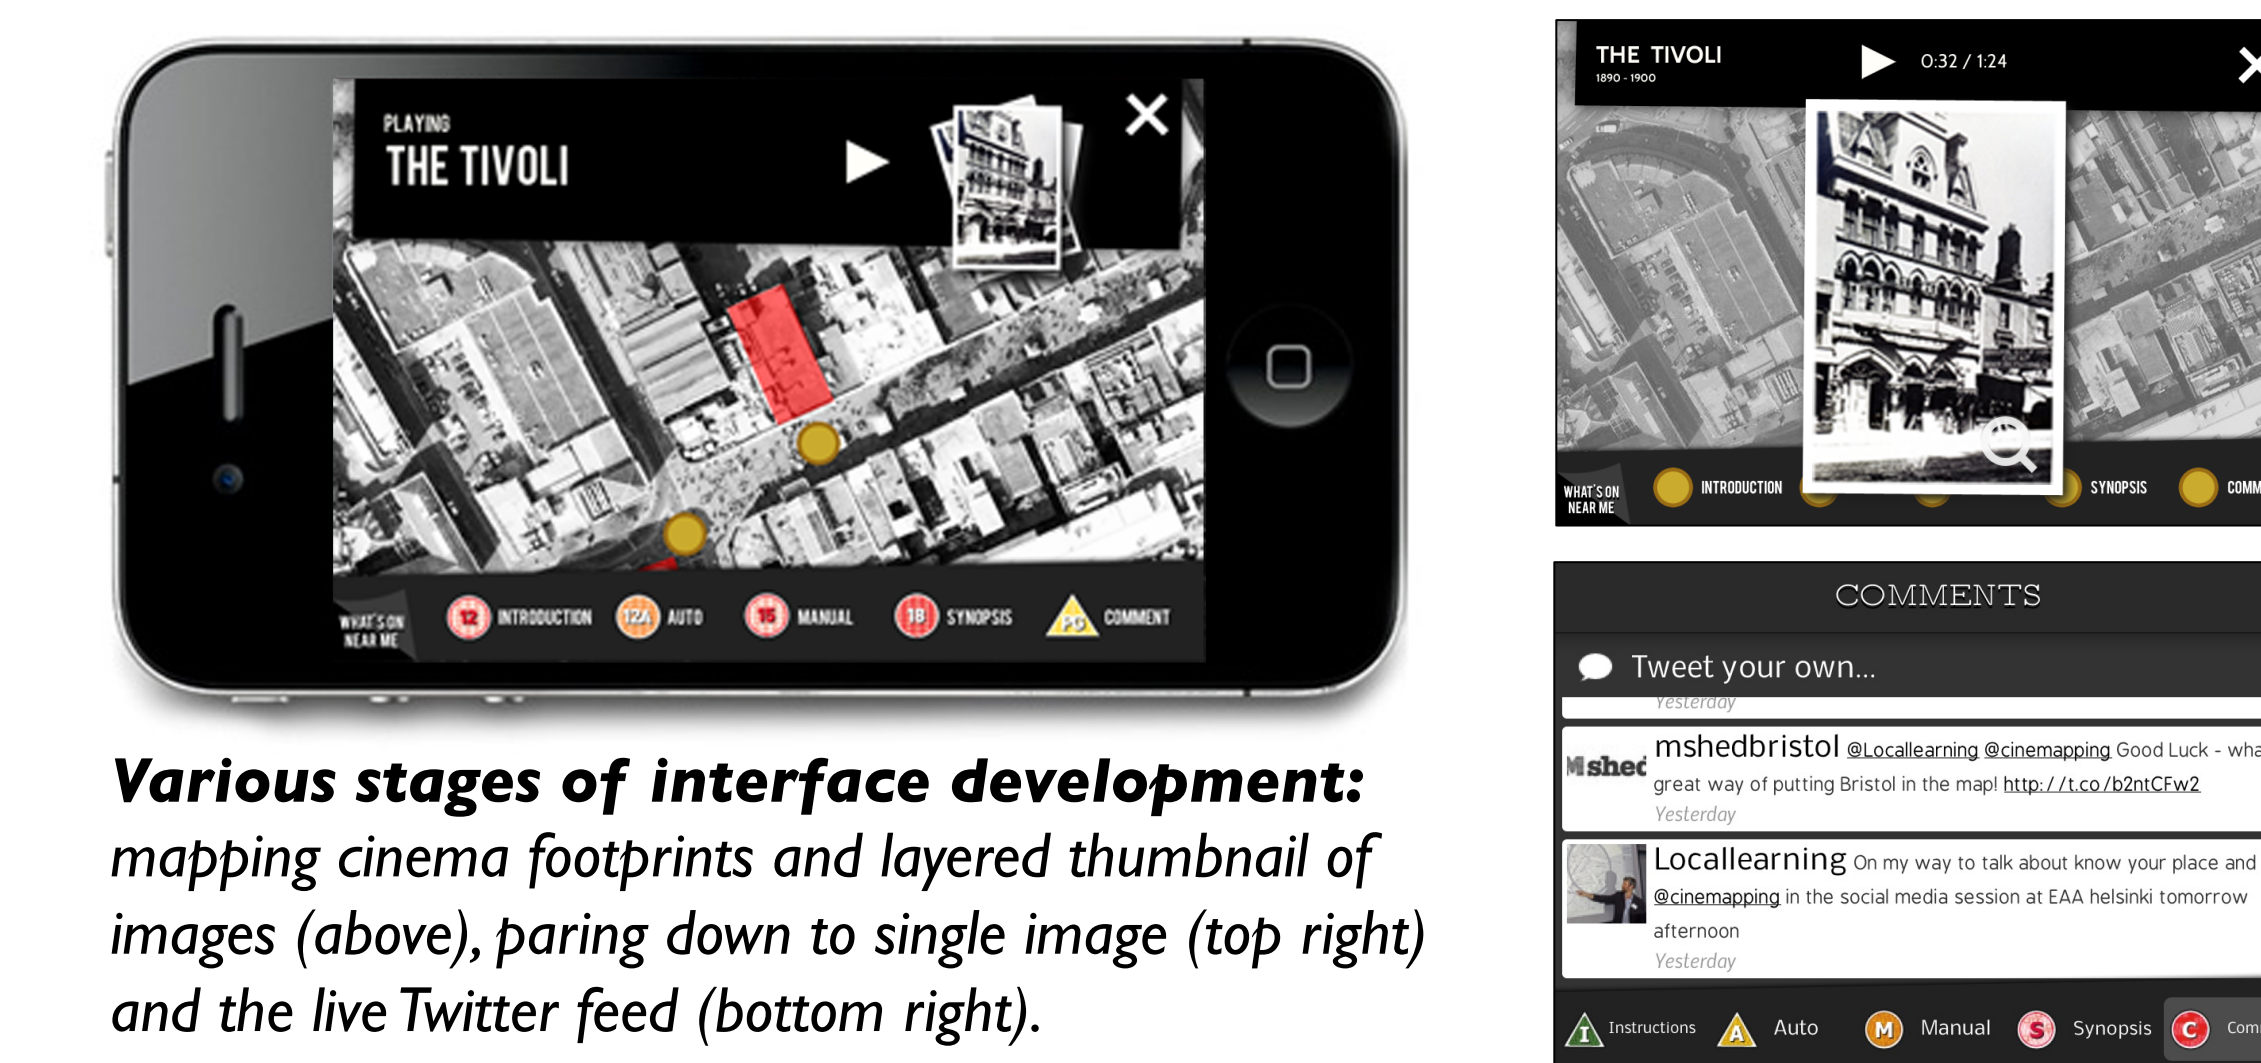 PLAYING
THE TIVOLI
WHAT'S ON
NEAR ME
12 INTRODUCTION 12A AUTO 15 MANUAL 18 SYNOPSIS PG COMMENT
Various stages of interface development:
mapping cinema footprints and layered thumbnail of
images (above), paring down to single image (top right)
and the live Twitter feed (bottom right).
THE TIVOLI 0:32 / 1:24
1890 - 1900
WHAT'S ON
NEAR ME
INTRODUCTION SYNOPSIS COMM
COMMENTS
Tweet your own...
Yesterday
M shed
mshedbristol @Locallearning @cinemapping Good Luck - wha
great way of putting Bristol in the map! http://t.co/b2ntCFw2
Yesterday
Locallearning On my way to talk about know your place and
@cinemapping in the social media session at EAA helsinki tomorrow
afternoon
Yesterday
I Instructions A Auto M Manual S Synopsis C Com